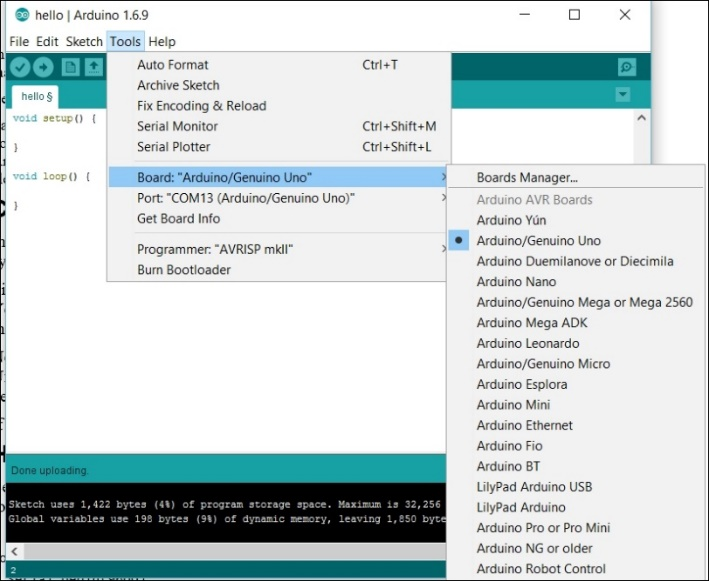 hello | Arduino 1.6.9
File Edit Sketch Tools Help
hello §
void setup() {
}
void loop() {
}
Auto Format Ctrl+T
Archive Sketch
Fix Encoding & Reload
Serial Monitor Ctrl+Shift+M
Serial Plotter Ctrl+Shift+L
Board: "Arduino/Genuino Uno"
Port: "COM13 (Arduino/Genuino Uno)"
Get Board Info
Programmer: "AVRISP mkII"
Burn Bootloader
Boards Manager...
Arduino AVR Boards
Arduino Yún
Arduino/Genuino Uno
Arduino Duemilanove or Diecimila
Arduino Nano
Arduino/Genuino Mega or Mega 2560
Arduino Mega ADK
Arduino Leonardo
Arduino/Genuino Micro
Arduino Esplora
Arduino Mini
Arduino Ethernet
Arduino Fio
Arduino BT
LilyPad Arduino USB
LilyPad Arduino
Arduino Pro or Pro Mini
Arduino NG or older
Arduino Robot Control
Done uploading.
Sketch uses 1,422 bytes (4%) of program storage space. Maximum is 32,256
Global variables use 198 bytes (9%) of dynamic memory, leaving 1,850 byte
2